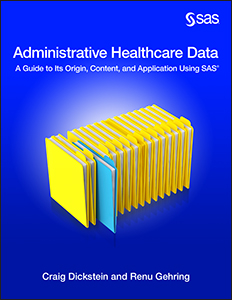 sas
Administrative Healthcare Data
A Guide to Its Origin, Content, and Application Using SAS®
Craig Dickstein and Renu Gehring